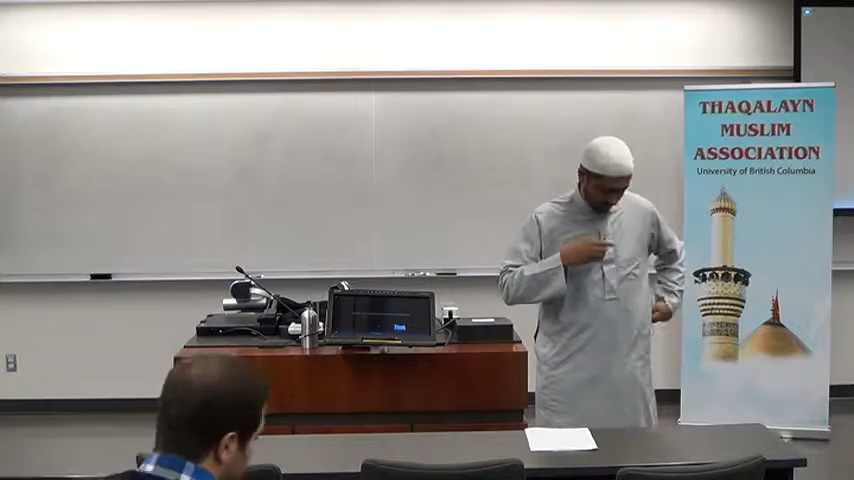 THAQALAYN
MUSLIM
ASSOCIATION
University of British Columbia